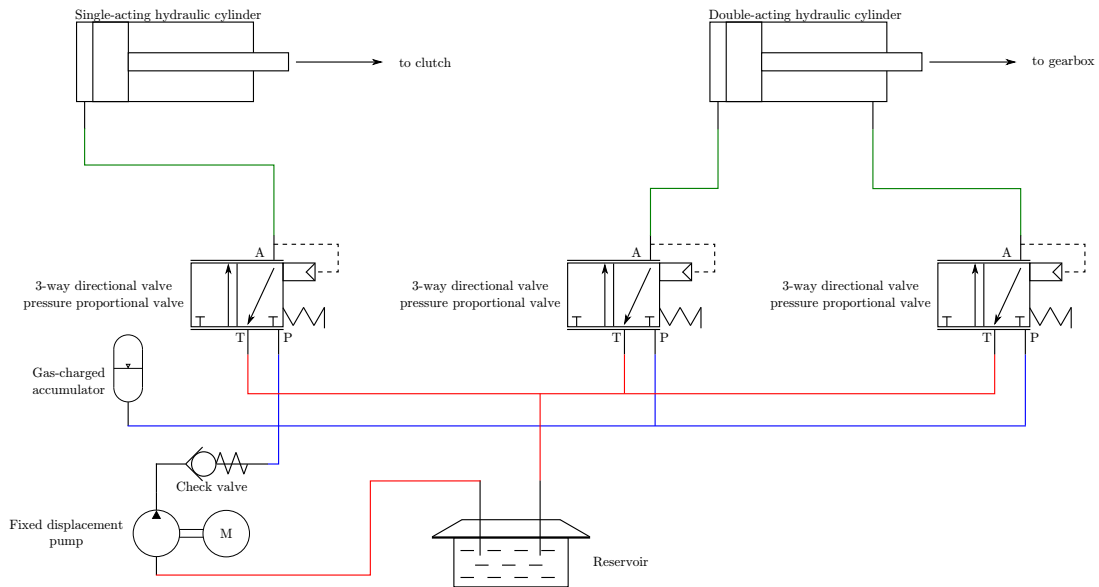 Single-acting hydraulic cylinder
Double-acting hydraulic cylinder
to clutch
to gearbox
A
A
A
3-way directional valve
pressure proportional valve
3-way directional valve
pressure proportional valve
3-way directional valve
pressure proportional valve
T
P
T
P
T
P
Gas-charged
accumulator
Check valve
Fixed displacement
pump
M
Reservoir